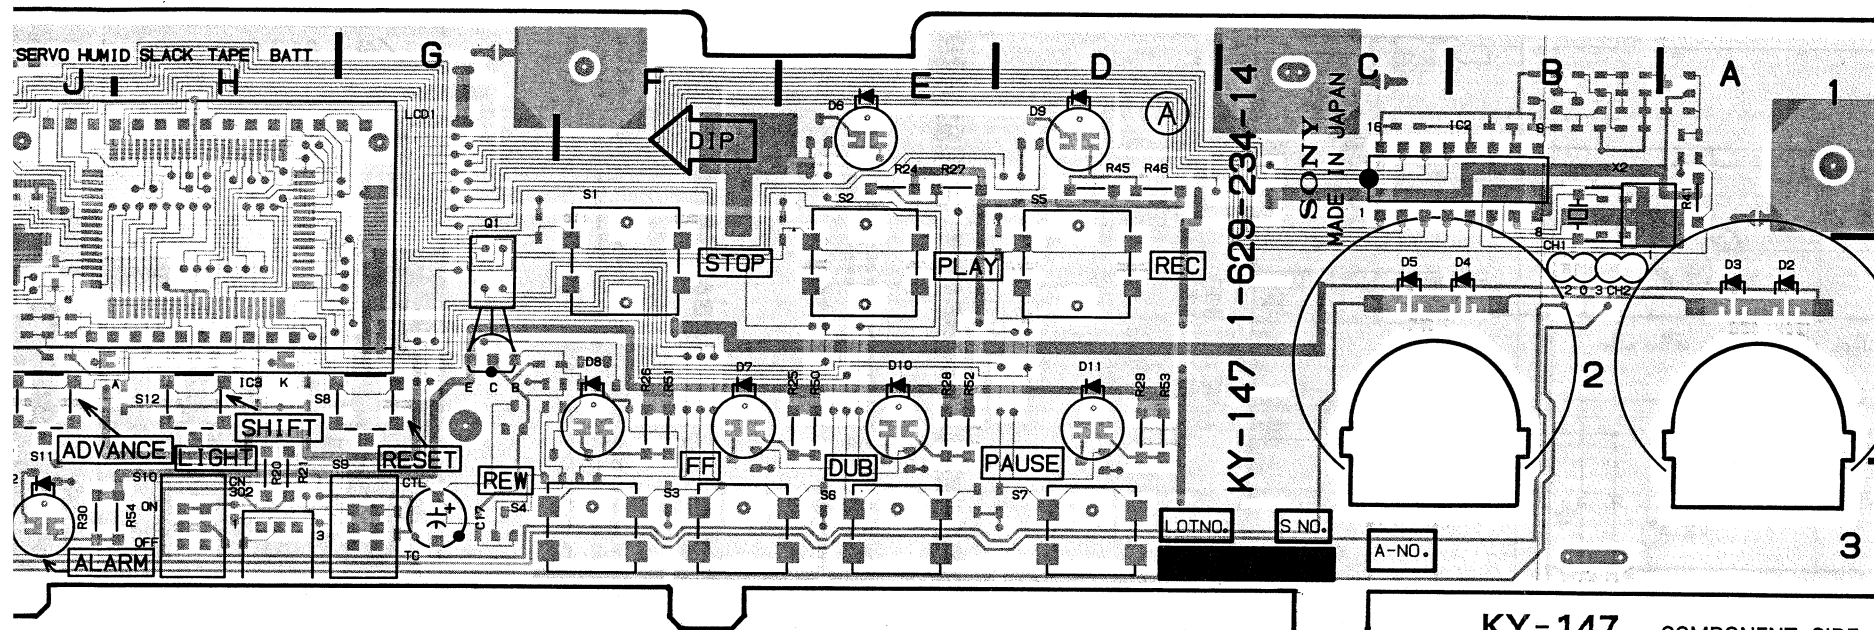 SERVO HUMID SLACK TAPE BATT
J H G F E D C B A
1
LCD1
D6
D9
A
DIP
16
IC2
9
X2
R24
R27
R45
R46
R41
S1
S2
S5
Q1
STOP
PLAY
REC
SONY
MADE IN JAPAN
KY-147 1-629-234-14
1
8
CH1
D5
D4
2 0 3 CH2
D3
D2
2
A
S12
IC3
K
S8
E C B
D8
R26
R51
D7
R25
R50
D10
R28
R52
D11
R29
R53
SHIFT
ADVANCE
LIGHT
RESET
S11
S10
R20
R21
S9
REW
FF
DUB
PAUSE
CN
302
CTL
ON
OFF
R30
R54
3
TC
C17
S4
S3
S6
S7
LOTNO.
S NO.
A-NO.
3
ALARM
KY-147 COMPONENT SIDE